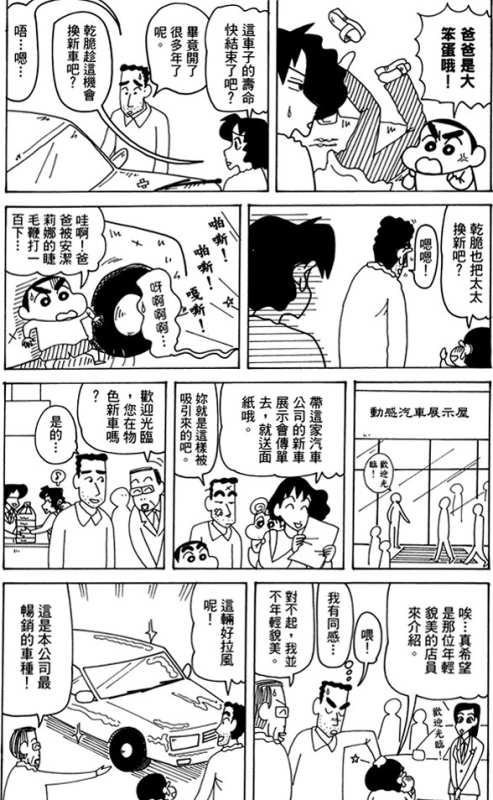 爸爸是大
笨蛋哦！
這車子的壽命
快結束了吧？
畢竟開了
很多年了
呢。
乾脆趁這機會
換新車吧？
唔…嗯…
乾脆也把太太
換新吧？
嗯嗯！
啪嘶！
啪嘶！
嘎嘶！
呀啊啊啊…
哇啊！爸
爸被安潔
莉娜的睫
毛鞭打一
百下…
動感汽車展示屋
歡迎光
臨！
帶這家汽車
公司的新車
展示會傳單
去，就送面
紙哦。
妳就是這樣被
吸引來的吧。
歡迎光臨
，您在物
色新車嗎
？
是的…
唉…真希望
是那位年輕
貌美的店員
來介紹。
歡迎光臨！
喂！
我有同感…
對不起，我並
不年輕貌美。
這輛好拉風
呢！
這是本公司最
暢銷的車種！